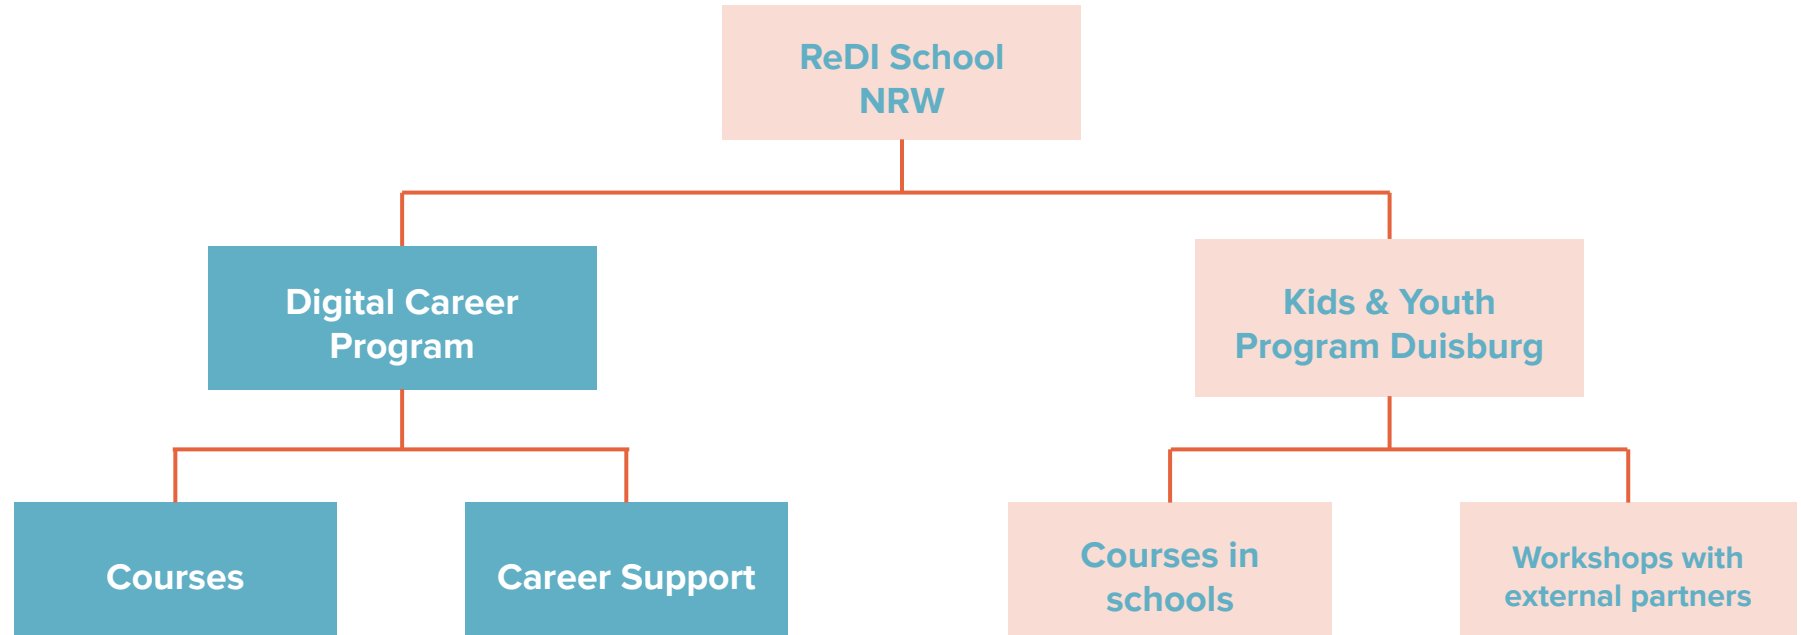 ReDI School
NRW
Digital Career
Program
Kids & Youth
Program Duisburg
Courses
Career Support
Courses in
schools
Workshops with
external partners